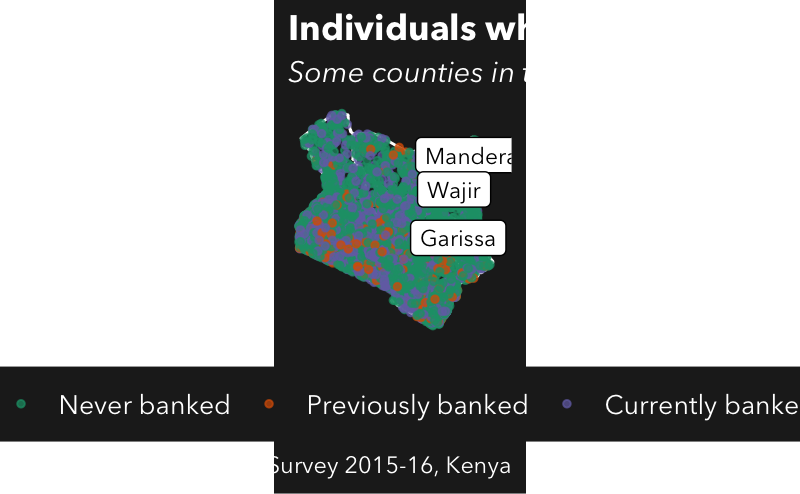 Individuals wh
Some counties in t
Mandera
Wajir
Garissa
Never banked
Previously banked
Currently banke
Survey 2015-16, Kenya